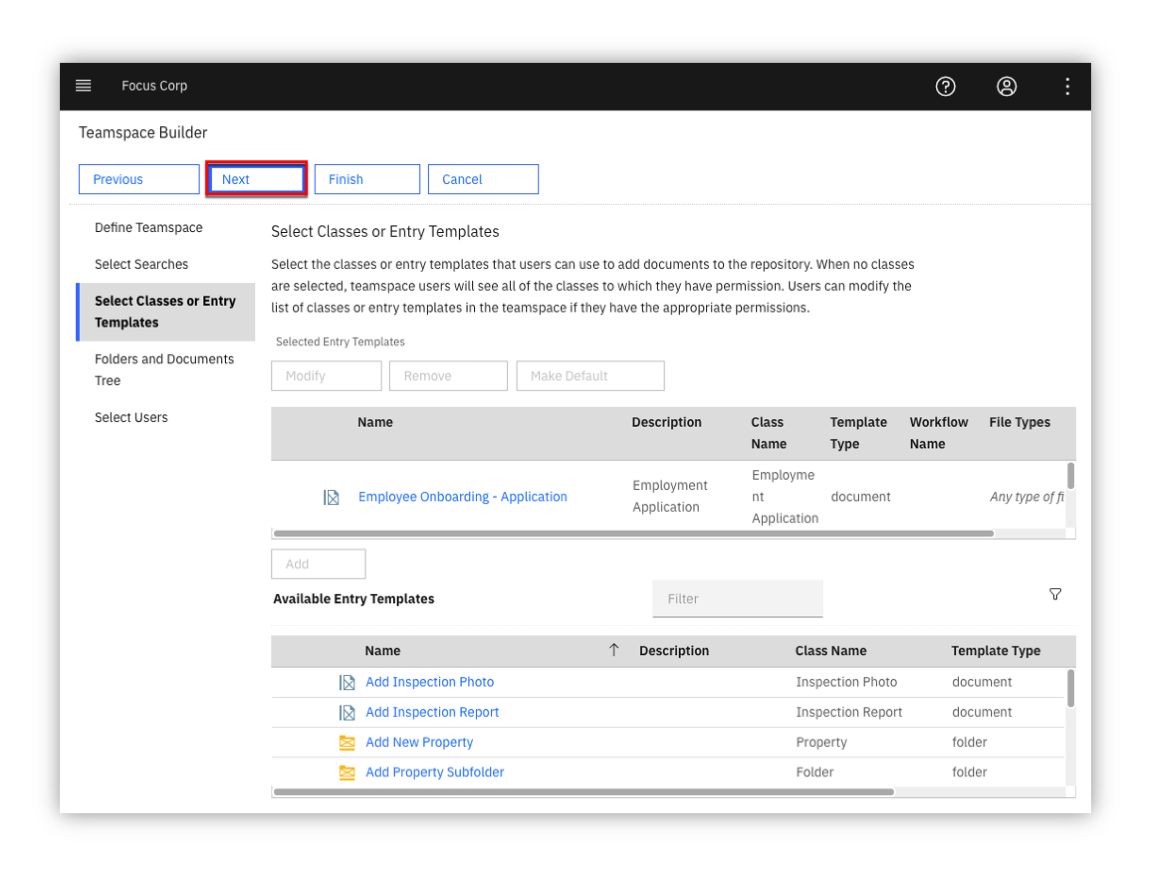 Focus Corp
Teamspace Builder
Previous
Next
Finish
Cancel
Define Teamspace
Select Searches
Select Classes or Entry
Templates
Folders and Documents
Tree
Select Users
Select Classes or Entry Templates
Select the classes or entry templates that users can use to add documents to the repository. When no classes
are selected, teamspace users will see all of the classes to which they have permission. Users can modify the
list of classes or entry templates in the teamspace if they have the appropriate permissions.
Selected Entry Templates
Modify
Remove
Make Default
Name
Description
Class
Name
Template
Type
Workflow
Name
File Types
Employee Onboarding - Application
Employment
Application
Employme
nt
Application
document
Any type of fi
Add
Available Entry Templates
Filter
Name
Description
Class Name
Template Type
Add Inspection Photo
Inspection Photo
document
Add Inspection Report
Inspection Report
document
Add New Property
Property
folder
Add Property Subfolder
Folder
folder